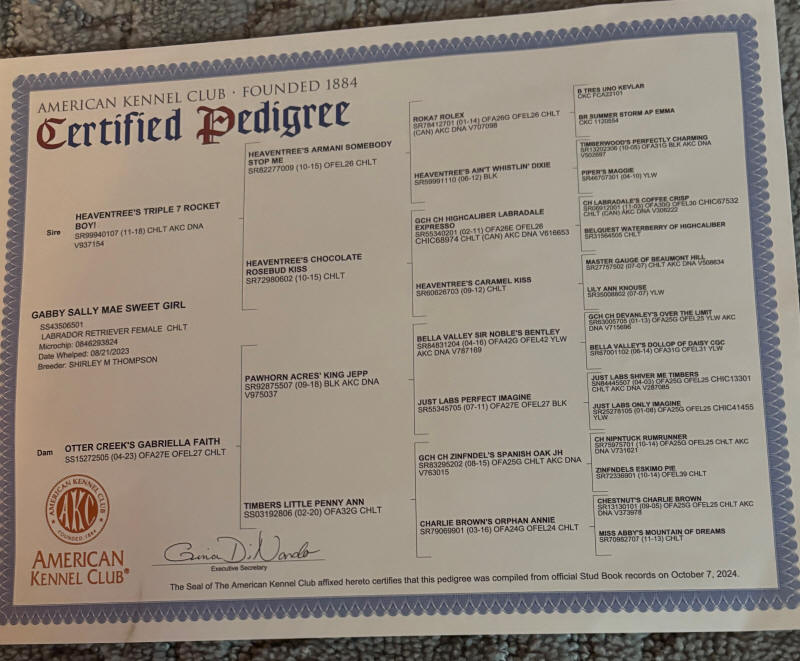 AMERICAN KENNEL CLUB · FOUNDED 1884
Certified Pedigree
Sire
HEAVENTREE'S TRIPLE 7 ROCKET
BOY!
SR99940107 (11-18) CHLT AKC DNA
V937154
GABBY SALLY MAE SWEET GIRL
SS43506501
LABRADOR RETRIEVER FEMALE CHLT
Microchip: 0846293824
Date Whelped: 08/21/2023
Breeder: SHIRLEY M THOMPSON
Dam
OTTER CREEK'S GABRIELLA FAITH
SS15272505 (04-23) OFA27E OFEL27 CHLT
HEAVENTREE'S ARMANI SOMEBODY
STOP ME
SR82277009 (10-15) OFEL26 CHLT
HEAVENTREE'S CHOCOLATE
ROSEBUD KISS
SR72980602 (10-15) CHLT
PAWHORN ACRES' KING JEPP
SR92875507 (09-18) BLK AKC DNA
V975037
TIMBERS LITTLE PENNY ANN
SS03192806 (02-20) OFA32G CHLT
ROKA7 ROLEX
SR78412701 (01-14) OFA26G OFEL26 CHLT
(CAN) AKC DNA V707098
HEAVENTREE'S AIN'T WHISTLIN' DIXIE
SR59991110 (06-12) BLK
GCH CH HIGHCALIBER LABRADALE
EXPRESSO
SR55340201 (02-11) OFA26E OFEL26
CHIC68974 CHLT (CAN) AKC DNA V616653
HEAVENTREE'S CARAMEL KISS
SR60626703 (09-12) CHLT
BELLA VALLEY SIR NOBLE'S BENTLEY
SR84831204 (04-16) OFA42G OFEL42 YLW
AKC DNA V787169
JUST LABS PERFECT IMAGINE
SR55345705 (07-11) OFA27E OFEL27 BLK
GCH CH ZINFNDEL'S SPANISH OAK JH
SR83295202 (08-15) OFA25G CHLT AKC DNA
V763015
CHARLIE BROWN'S ORPHAN ANNIE
SR79069901 (03-16) OFA24G OFEL24 CHLT
B TRES UNO KEVLAR
CKC FCA22101
BR SUMMER STORM AP EMMA
CKC 1120554
TIMBERWOOD'S PERFECTLY CHARMING
SR13202306 (10-05) OFA31G BLK AKC DNA
V502697
PIPER'S MAGGIE
SR46707301 (04-10) YLW
CH LABRADALE'S COFFEE CRISP
SR06912001 (11-03) OFA30G OFEL30 CHIC67532
CHLT (CAN) AKC DNA V306222
BELQUEST WATERBERRY OF HIGHCALIBER
SR31564505 CHLT
MASTER GAUGE OF BEAUMONT HILL
SR27757502 (07-07) CHLT AKC DNA V508634
LILY ANN KNOUSE
SR35008802 (07-07) YLW
GCH CH DEVANLEY'S OVER THE LIMIT
SR63005705 (01-13) OFA25G OFEL25 YLW AKC
DNA V715696
BELLA VALLEY'S DOLLOP OF DAISY CGC
SR67001102 (06-14) OFA31G OFEL31 YLW
JUST LABS SHIVER ME TIMBERS
SN84445507 (04-03) OFA25G OFEL25 CHIC13301
CHLT AKC DNA V287085
JUST LABS ONLY IMAGINE
SR25278105 (01-08) OFA25G OFEL25 CHIC41455
YLW
CH NIPNTUCK RUMRUNNER
SR75975701 (10-14) OFA25G OFEL25 CHLT AKC
DNA V731621
ZINFNDELS ESKIMO PIE
SR72336901 (10-14) OFEL39 CHLT
CHESTNUT'S CHARLIE BROWN
SR13130101 (09-05) OFA25G OFEL25 CHLT AKC
DNA V373978
MISS ABBY'S MOUNTAIN OF DREAMS
SR70982707 (11-13) CHLT
AMERICAN KENNEL CLUB
AKC
FOUNDED 1884
AMERICAN
KENNEL CLUB®
Gina DiNardo
Executive Secretary
The Seal of The American Kennel Club affixed hereto certifies that this pedigree was compiled from official Stud Book records on October 7, 2024.